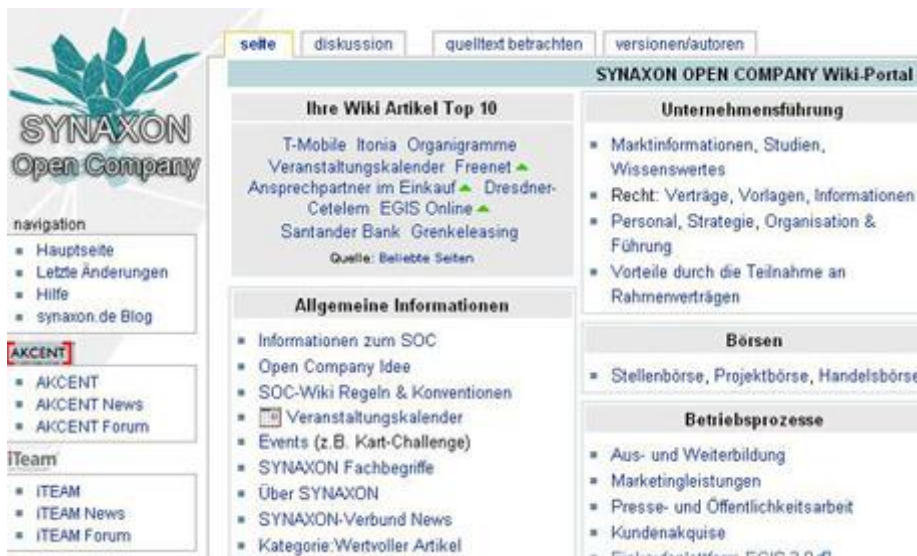 SYNAXON
Open Company
navigation
Hauptseite
Letzte Änderungen
Hilfe
synaxon.de Blog
AKCENT
AKCENT
AKCENT News
AKCENT Forum
iTeam
iTEAM
iTEAM News
iTEAM Forum
seite diskussion quelltext betrachten versionen/autoren
SYNAXON OPEN COMPANY Wiki-Portal
Ihre Wiki Artikel Top 10
T-Mobile Itonia Organigramme
Veranstaltungskalender Freenet
Ansprechpartner im Einkauf Dresdner-
Cetelem EGIS Online
Santander Bank Grenkeleasing
Quelle: Beliebte Seiten
Allgemeine Informationen
Informationen zum SOC
Open Company Idee
SOC-Wiki Regeln & Konventionen
Veranstaltungskalender
Events (z.B. Kart-Challenge)
SYNAXON Fachbegriffe
Über SYNAXON
SYNAXON-Verbund News
Kategorie:Wertvoller Artikel
Unternehmensführung
Marktinformationen, Studien,
Wissenswertes
Recht: Verträge, Vorlagen, Informationen
Personal, Strategie, Organisation &
Führung
Vorteile durch die Teilnahme an
Rahmenverträgen
Börsen
Stellenbörse, Projektbörse, Handelsbörse
Betriebsprozesse
Aus- und Weiterbildung
Marketingleistungen
Presse- und Öffentlichkeitsarbeit
Kundenakquise
Einkaufsplattform EGIS